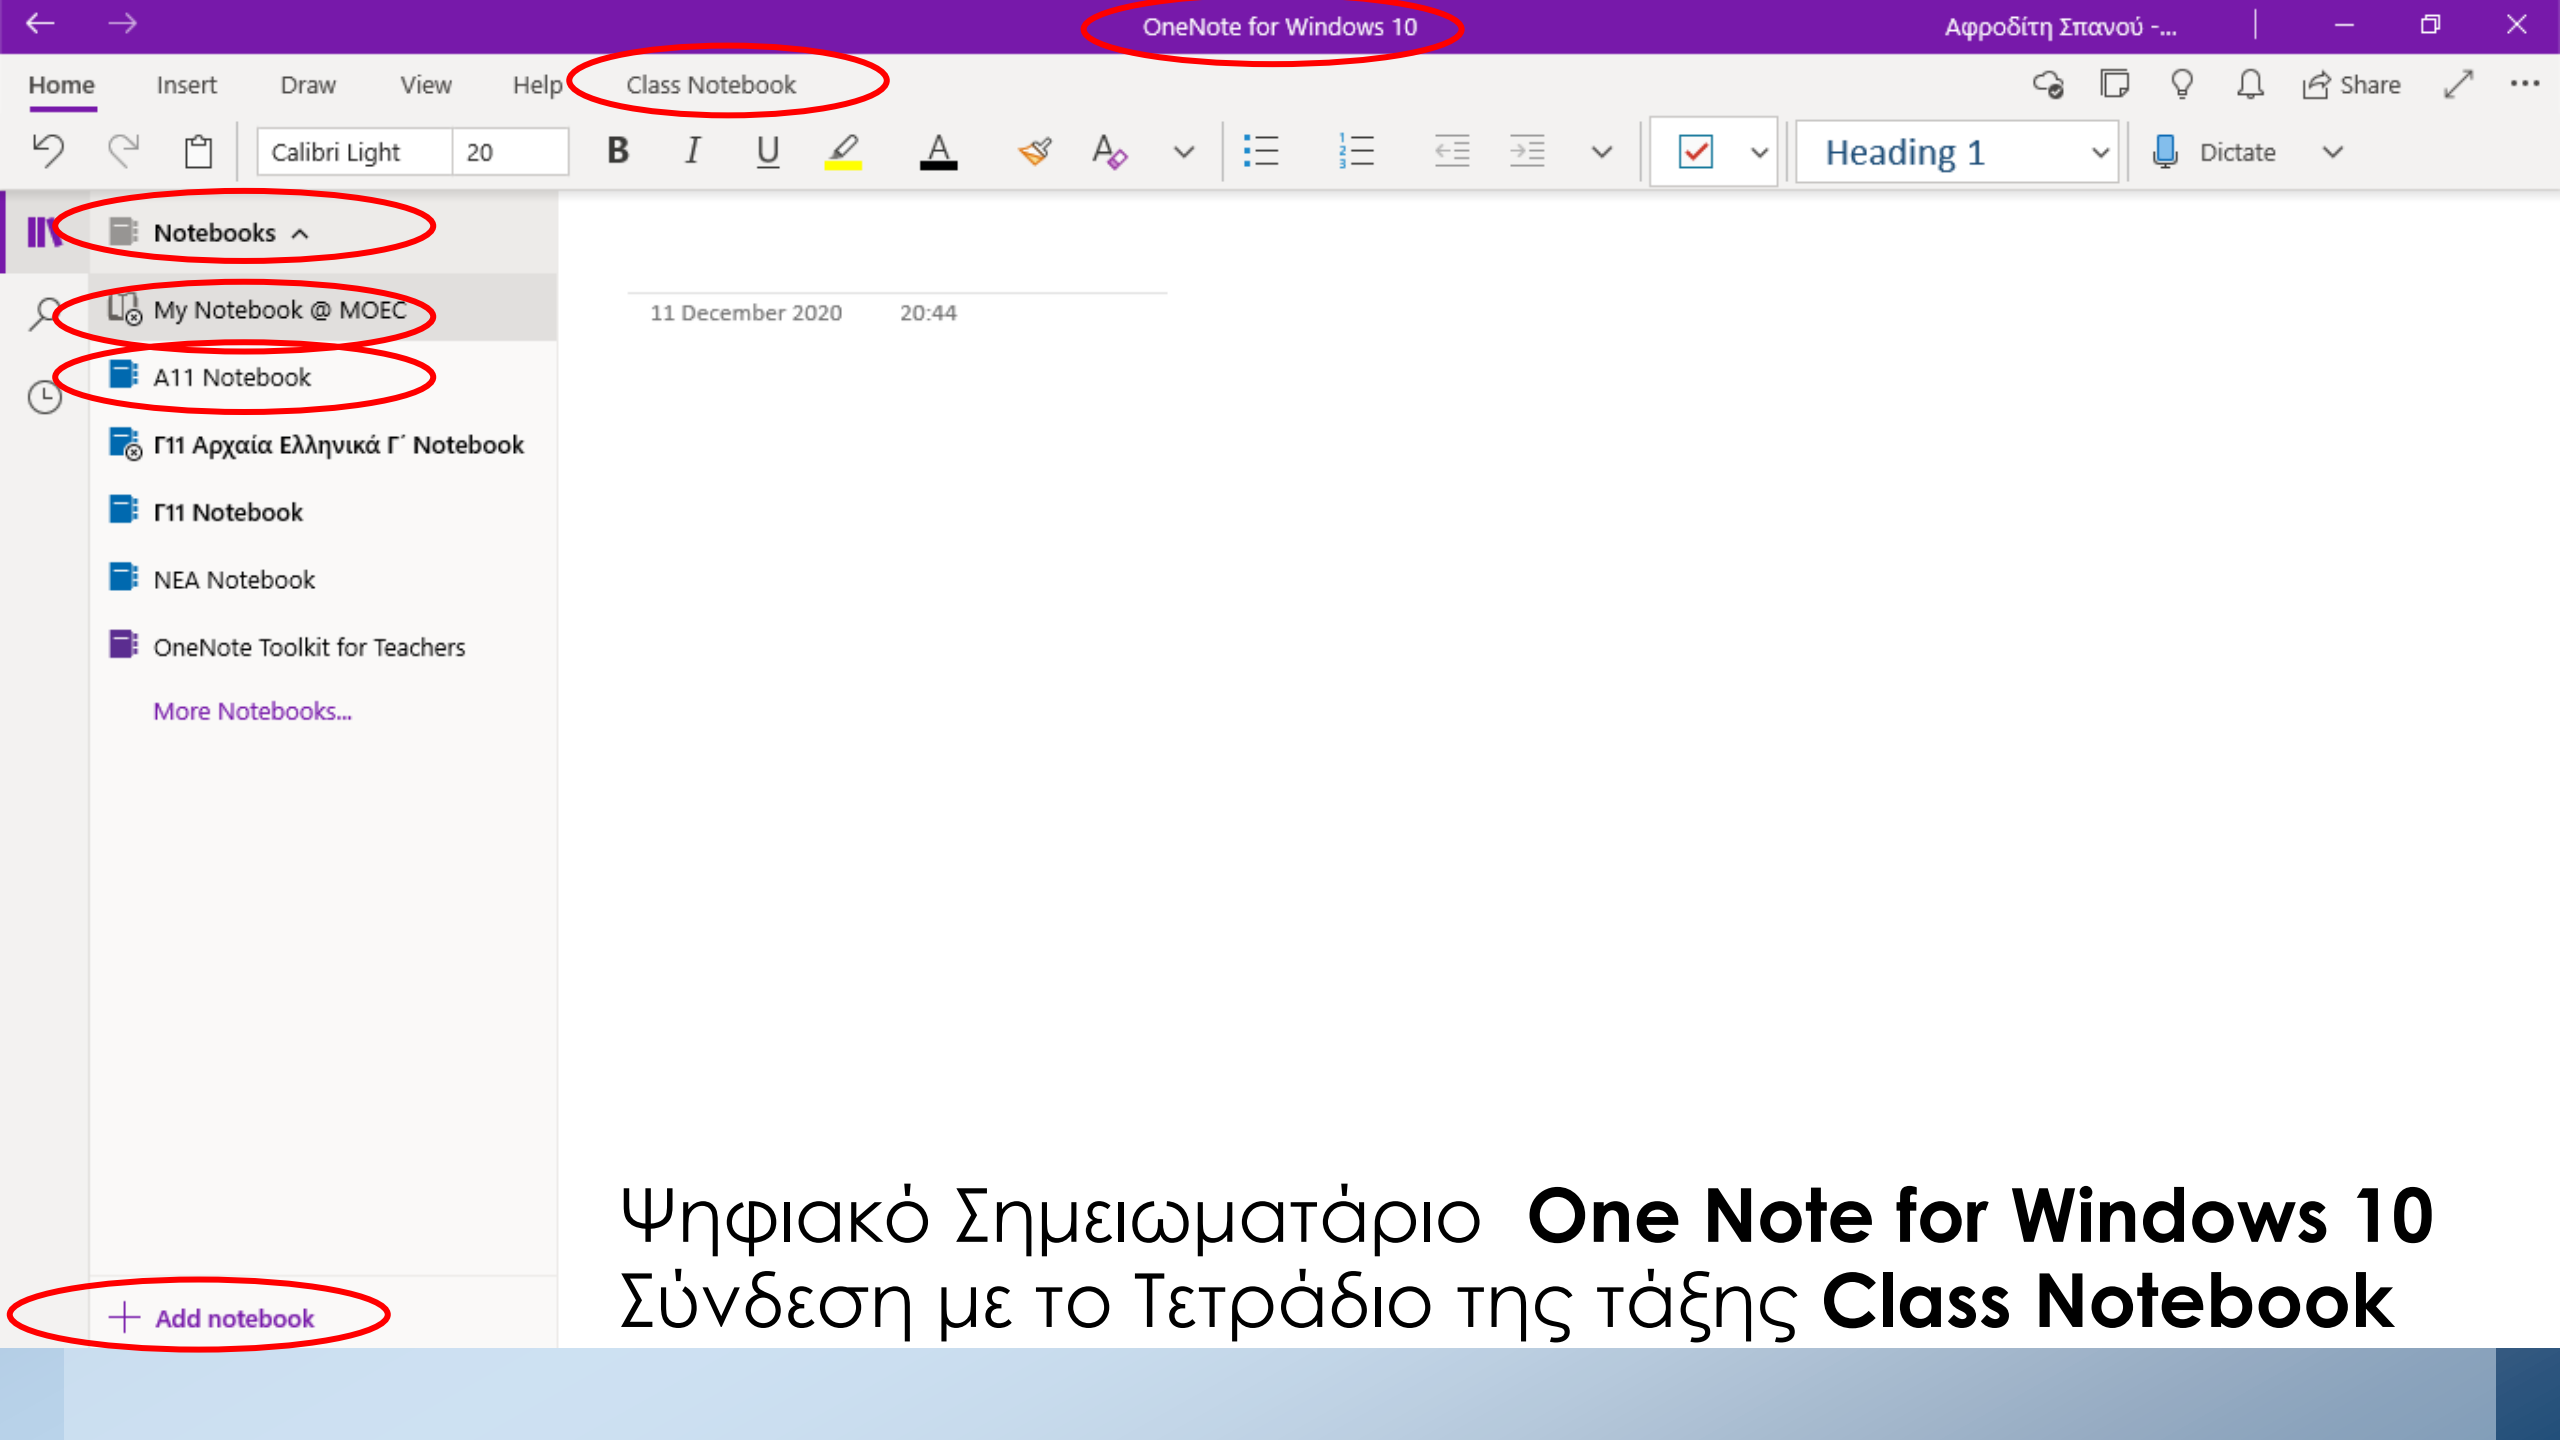 OneNote for Windows 10
Αφροδίτη Σπανού -...
Home Insert Draw View Help Class Notebook Share
Calibri Light 20 B I U A A Heading 1 Dictate
Notebooks
My Notebook @ MOEC
A11 Notebook
Γ11 Αρχαία Ελληνικά Γ΄ Notebook
Γ11 Notebook
NEA Notebook
OneNote Toolkit for Teachers
More Notebooks...
Add notebook
11 December 2020 20:44
Ψηφιακό Σημειωματάριο One Note for Windows 10
Σύνδεση με το Τετράδιο της τάξης Class Notebook